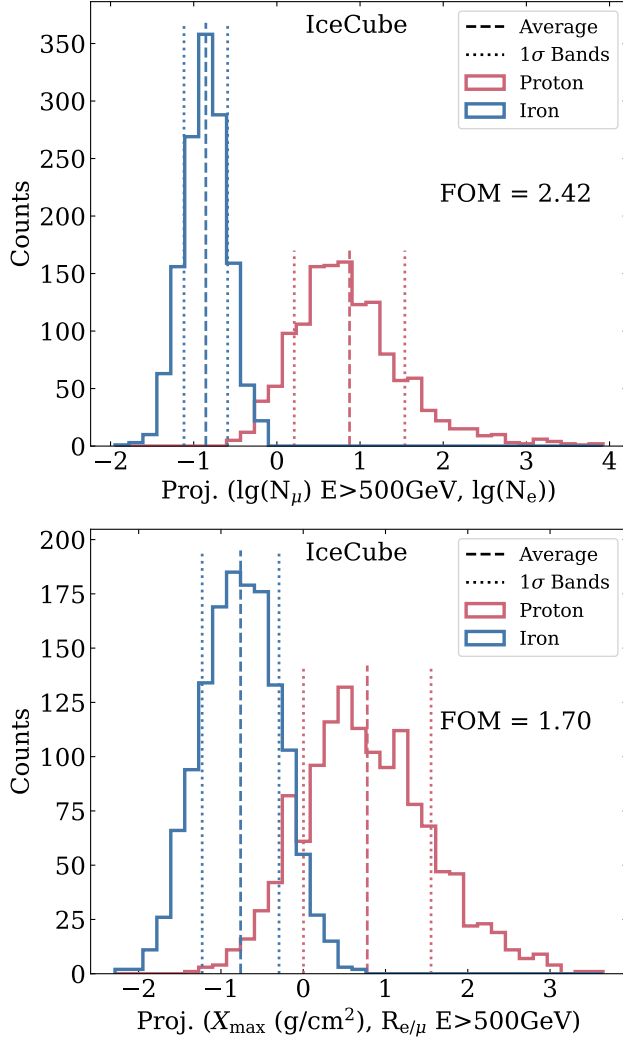 IceCube
Average
1σ Bands
Proton
Iron
FOM = 2.42
Counts
350
300
250
200
150
100
50
0
−2 −1 0 1 2 3 4
Proj. (lg(N_μ) E>500GeV, lg(N_e))
IceCube
Average
1σ Bands
Proton
Iron
FOM = 1.70
Counts
200
175
150
125
100
75
50
25
0
−2 −1 0 1 2 3
Proj. (X_max (g/cm²), R_e/μ E>500GeV)